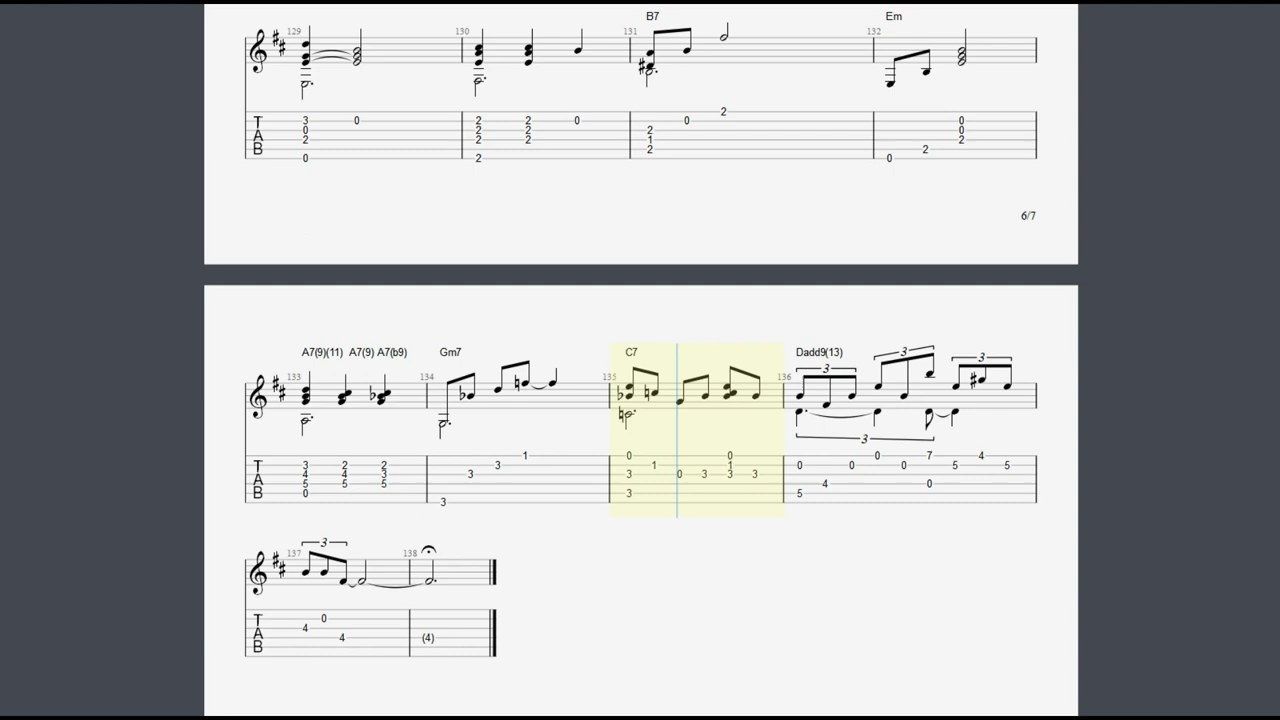 B7 Em
129 130 131 132
2
T 3 0 2 2 0 0 0
0 2 2 2 0
A 2 2 2 1 2
B 2 2
0 2 0
6/7
A7(9)(11) A7(9) A7(b9) Gm7 C7 Dadd9(13)
3 3 3
133 134 135 136
3
1 0 0 0 7 4
T 3 2 2 3 1 1 0 0 0 5 5
4 4 3 3 3 0 3 3 3
A 5 5 5 4 0
B 0 3 5
3
3
137 138
T 0
4
A 4 (4)
B